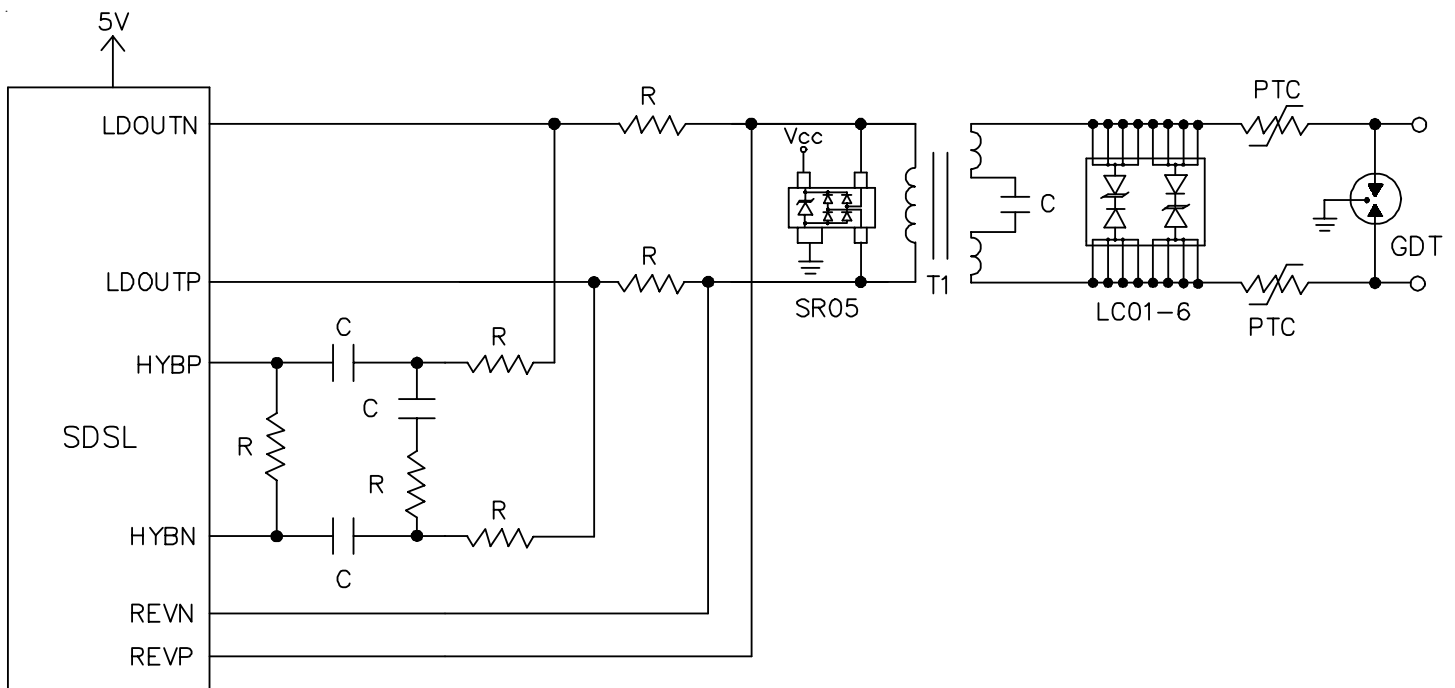 5V
LDOUTN
R
PTC
Vcc
C
GDT
LDOUTP
R
SR05
T1
LC01-6
PTC
HYBP
C
R
C
SDSL
R
R
HYBN
R
C
REVN
REVP